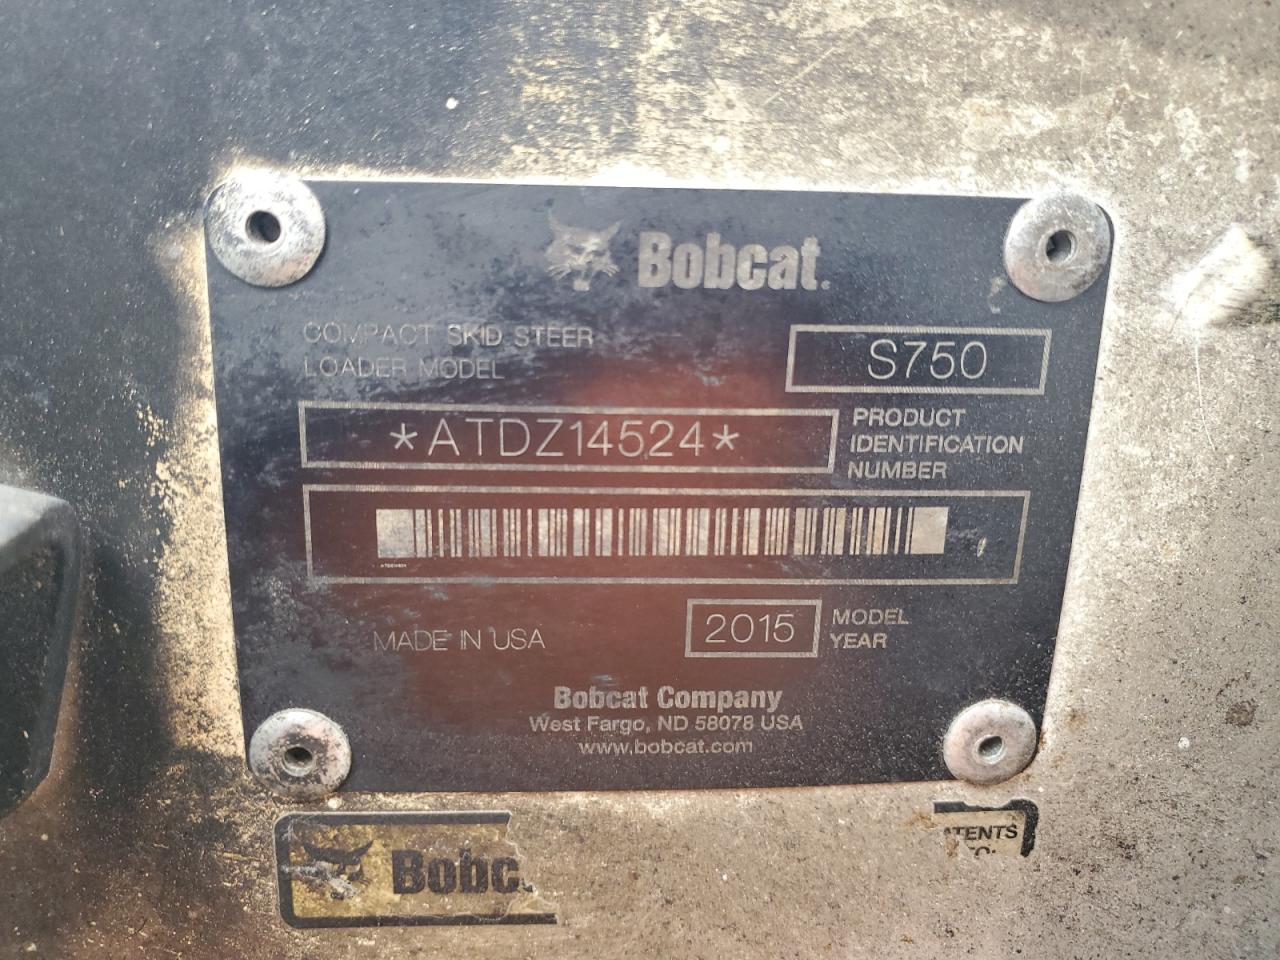 Bobcat.
COMPACT SKID STEER
LOADER MODEL
S750
*ATDZ14524*
PRODUCT
IDENTIFICATION
NUMBER
MADE IN USA
2015
MODEL
YEAR
Bobcat Company
West Fargo, ND 58078 USA
www.bobcat.com
Bobc
ATENTS